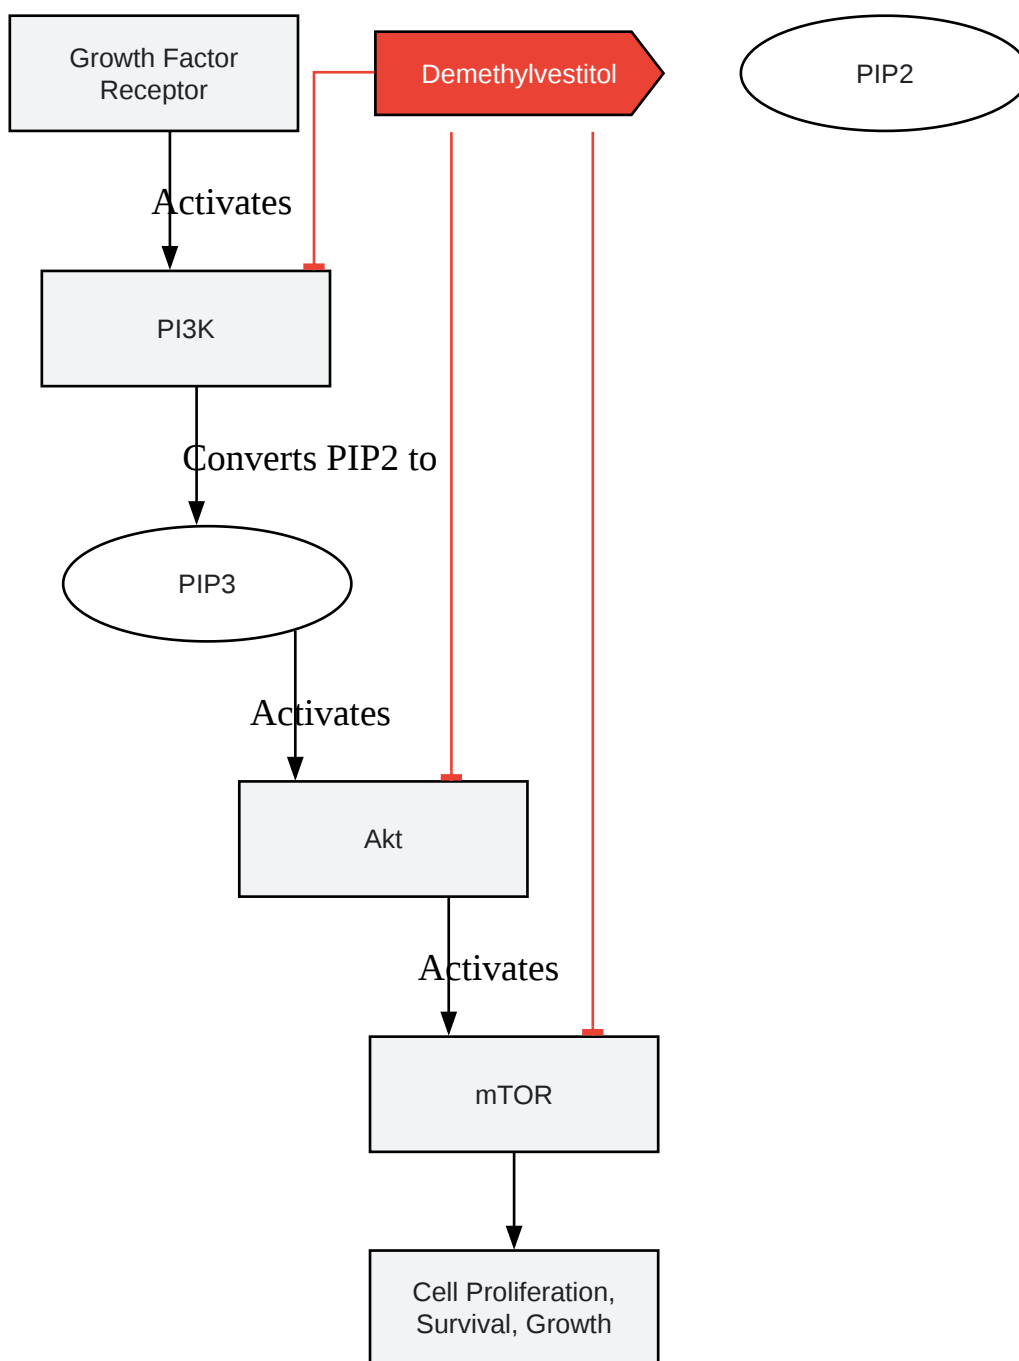 Growth Factor
Receptor
Demethylvestitol
PIP2
Activates
PI3K
Converts PIP2 to
PIP3
Activates
Akt
Activates
mTOR
Cell Proliferation,
Survival, Growth